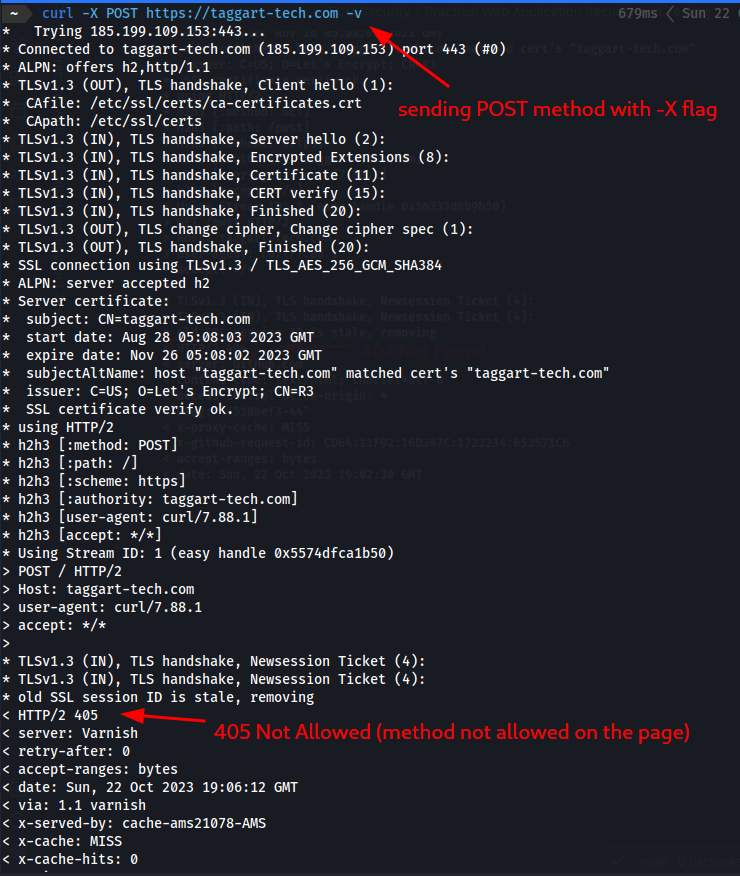 ~ curl -X POST https://taggart-tech.com -v 679ms < Sun 22
* Trying 185.199.109.153:443...
* Connected to taggart-tech.com (185.199.109.153) port 443 (#0)
* ALPN: offers h2,http/1.1
* TLSv1.3 (OUT), TLS handshake, Client hello (1):
sending POST method with -X flag
* CAfile: /etc/ssl/certs/ca-certificates.crt
* CApath: /etc/ssl/certs
* TLSv1.3 (IN), TLS handshake, Server hello (2):
* TLSv1.3 (IN), TLS handshake, Encrypted Extensions (8):
* TLSv1.3 (IN), TLS handshake, Certificate (11):
* TLSv1.3 (IN), TLS handshake, CERT verify (15):
* TLSv1.3 (IN), TLS handshake, Finished (20):
* TLSv1.3 (OUT), TLS change cipher, Change cipher spec (1):
* TLSv1.3 (OUT), TLS handshake, Finished (20):
* SSL connection using TLSv1.3 / TLS_AES_256_GCM_SHA384
* ALPN: server accepted h2
* Server certificate:
* subject: CN=taggart-tech.com
* start date: Aug 28 05:08:03 2023 GMT
* expire date: Nov 26 05:08:02 2023 GMT
* subjectAltName: host "taggart-tech.com" matched cert's "taggart-tech.com"
* issuer: C=US; O=Let's Encrypt; CN=R3
* SSL certificate verify ok.
* using HTTP/2
* h2h3 [:method: POST]
* h2h3 [:path: /]
* h2h3 [:scheme: https]
* h2h3 [:authority: taggart-tech.com]
* h2h3 [user-agent: curl/7.88.1]
* h2h3 [accept: */*]
* Using Stream ID: 1 (easy handle 0x5574dfca1b50)
> POST / HTTP/2
> Host: taggart-tech.com
> user-agent: curl/7.88.1
> accept: */*
>
* TLSv1.3 (IN), TLS handshake, Newsession Ticket (4):
* TLSv1.3 (IN), TLS handshake, Newsession Ticket (4):
* old SSL session ID is stale, removing
< HTTP/2 405
405 Not Allowed (method not allowed on the page)
< server: Varnish
< retry-after: 0
< accept-ranges: bytes
< date: Sun, 22 Oct 2023 19:06:12 GMT
< via: 1.1 varnish
< x-served-by: cache-ams21078-AMS
< x-cache: MISS
< x-cache-hits: 0